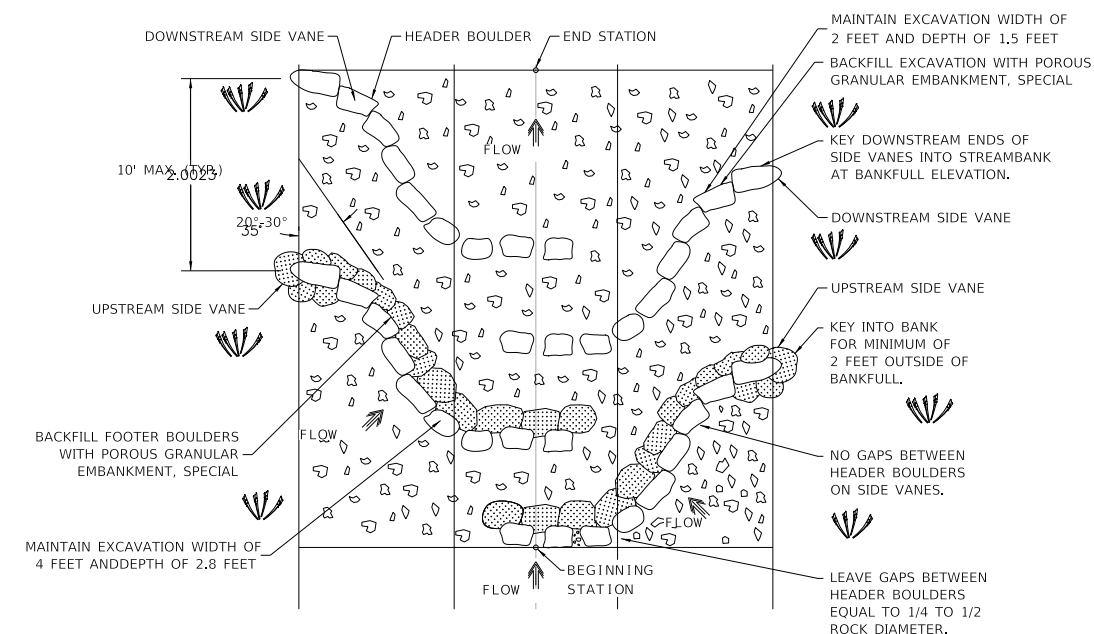 DOWNSTREAM SIDE VANE
HEADER BOULDER
END STATION
MAINTAIN EXCAVATION WIDTH OF
2 FEET AND DEPTH OF 1.5 FEET
BACKFILL EXCAVATION WITH POROUS
GRANULAR EMBANKMENT, SPECIAL
FLOW
KEY DOWNSTREAM ENDS OF
SIDE VANES INTO STREAMBANK
AT BANKFULL ELEVATION.
10' MAX. (TYP.)
2.0023
DOWNSTREAM SIDE VANE
20°-30°
35°
UPSTREAM SIDE VANE
UPSTREAM SIDE VANE
KEY INTO BANK
FOR MINIMUM OF
2 FEET OUTSIDE OF
BANKFULL.
FLOW
BACKFILL FOOTER BOULDERS
WITH POROUS GRANULAR
EMBANKMENT, SPECIAL
NO GAPS BETWEEN
HEADER BOULDERS
ON SIDE VANES.
FLOW
MAINTAIN EXCAVATION WIDTH OF
4 FEET ANDDEPTH OF 2.8 FEET
BEGINNING
STATION
FLOW
LEAVE GAPS BETWEEN
HEADER BOULDERS
EQUAL TO 1/4 TO 1/2
ROCK DIAMETER.